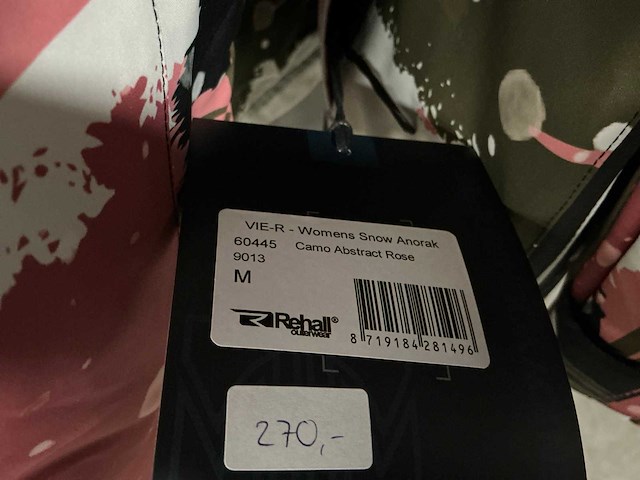 VIE-R - Womens Snow Anorak
60445 Camo Abstract Rose
9013
M
Rehall®
outerwear
8 719184 281496
270,-